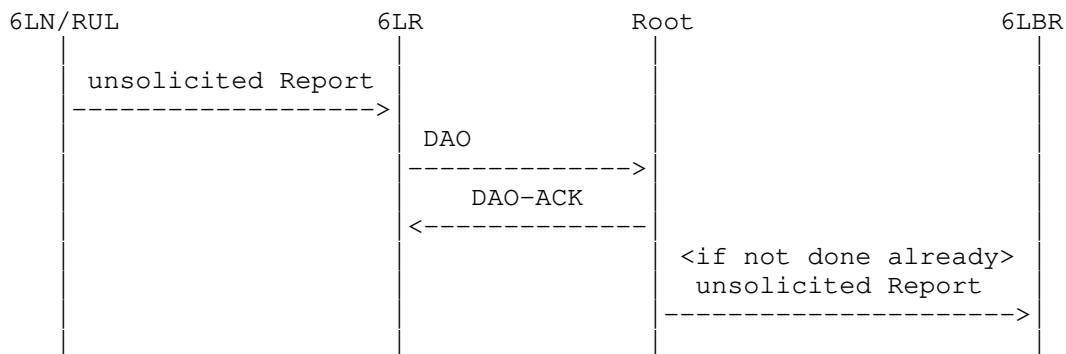 6LN/RUL 6LR Root 6LBR
unsolicited Report
DAO
DAO-ACK
<if not done already>
unsolicited Report